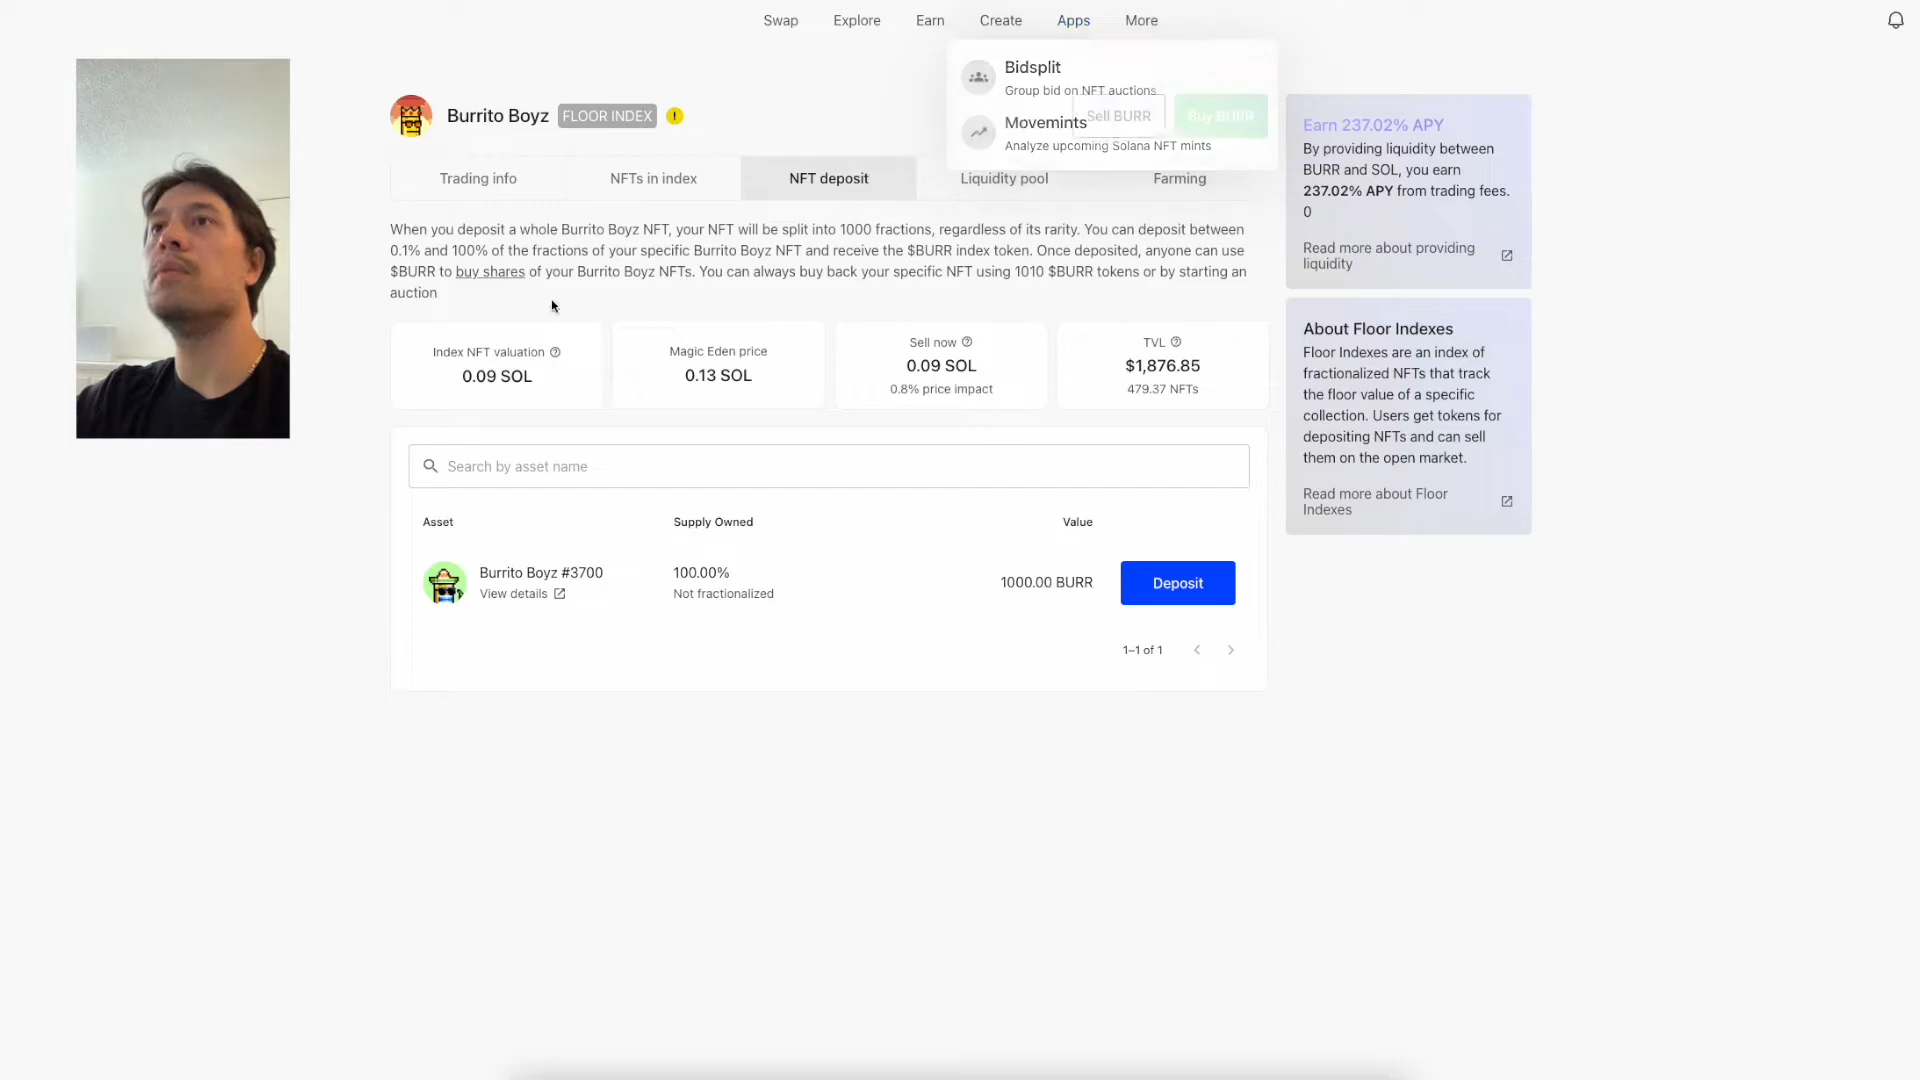 Swap
Explore
Earn
Create
Apps
More
Bidsplit
Group bid on NFT auctions
Movemints
Analyze upcoming Solana NFT mints
Burrito Boyz
FLOOR INDEX
!
Sell BURR
Buy BURR
Trading info
NFTs in index
NFT deposit
Liquidity pool
Farming
When you deposit a whole Burrito Boyz NFT, your NFT will be split into 1000 fractions, regardless of its rarity. You can deposit between
0.1% and 100% of the fractions of your specific Burrito Boyz NFT and receive the $BURR index token. Once deposited, anyone can use
$BURR to buy shares of your Burrito Boyz NFTs. You can always buy back your specific NFT using 1010 $BURR tokens or by starting an
auction
Index NFT valuation
0.09 SOL
Magic Eden price
0.13 SOL
Sell now
0.09 SOL
0.8% price impact
TVL
$1,876.85
479.37 NFTs
Search by asset name
Asset
Supply Owned
Value
Burrito Boyz #3700
View details
100.00%
Not fractionalized
1000.00 BURR
Deposit
1–1 of 1
Earn 237.02% APY
By providing liquidity between
BURR and SOL, you earn
237.02% APY from trading fees.
0
Read more about providing
liquidity
About Floor Indexes
Floor Indexes are an index of
fractionalized NFTs that track
the floor value of a specific
collection. Users get tokens for
depositing NFTs and can sell
them on the open market.
Read more about Floor
Indexes